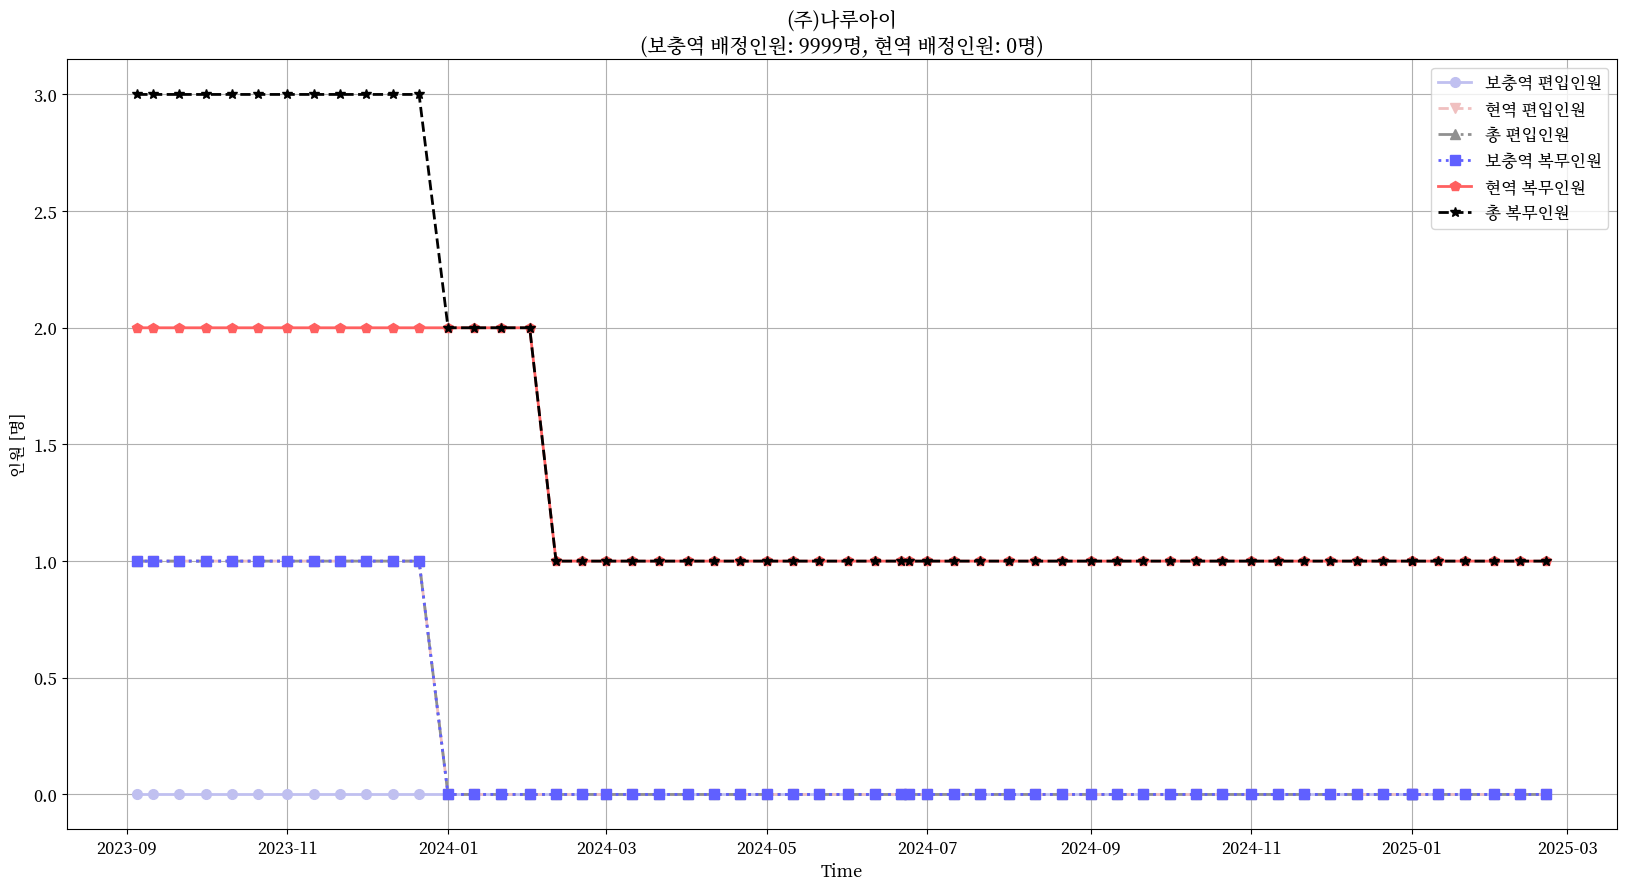 (주)나루아이
(보충역 배정인원: 9999명, 현역 배정인원: 0명)
보충역 편입인원
현역 편입인원
총 편입인원
보충역 복무인원
현역 복무인원
총 복무인원
3.0
2.5
2.0
1.5
1.0
0.5
0.0
인원 [명]
2023-09 2023-11 2024-01 2024-03 2024-05 2024-07 2024-09 2024-11 2025-01 2025-03
Time